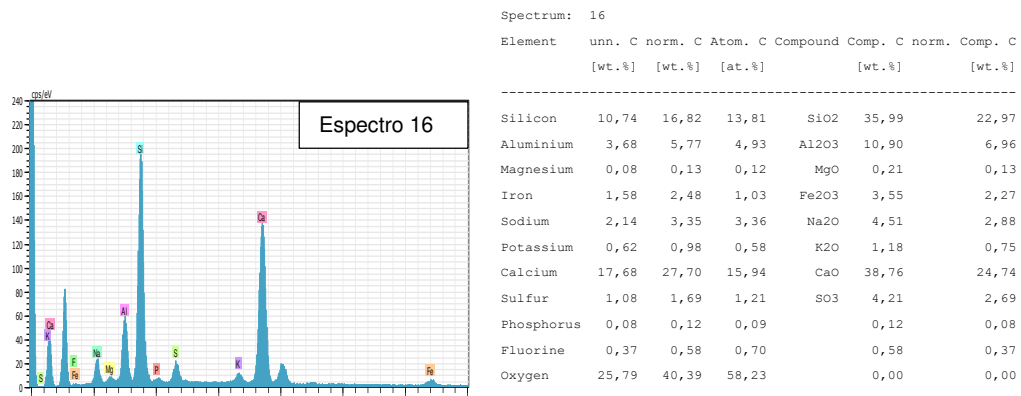 Spectrum: 16
Element unn. C norm. C Atom. C Compound Comp. C norm. Comp. C
[wt.%] [wt.%] [at.%] [wt.%] [wt.%]
--------------------------------------------------------------
Silicon 10,74 16,82 13,81 SiO2 35,99 22,97
Aluminium 3,68 5,77 4,93 Al2O3 10,90 6,96
Magnesium 0,08 0,13 0,12 MgO 0,21 0,13
Iron 1,58 2,48 1,03 Fe2O3 3,55 2,27
Sodium 2,14 3,35 3,36 Na2O 4,51 2,88
Potassium 0,62 0,98 0,58 K2O 1,18 0,75
Calcium 17,68 27,70 15,94 CaO 38,76 24,74
Sulfur 1,08 1,69 1,21 SO3 4,21 2,69
Phosphorus 0,08 0,12 0,09 0,12 0,08
Fluorine 0,37 0,58 0,70 0,58 0,37
Oxygen 25,79 40,39 58,23 0,00 0,00
cps/eV
Espectro 16
240
220
200
180
160
140
120
100
80
60
40
20
0
S
K
Ca
F
Fe
Na
Mg
Al
Si
P
S
K
Ca
Fe